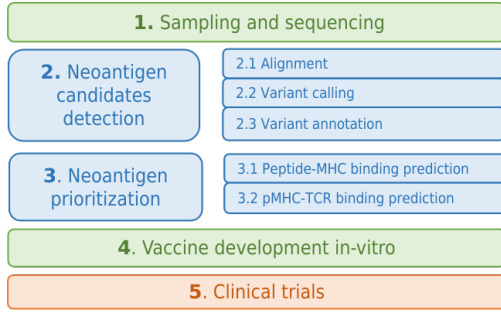 1. Sampling and sequencing
2. Neoantigen
candidates
detection
2.1 Alignment
2.2 Variant calling
2.3 Variant annotation
3. Neoantigen
prioritization
3.1 Peptide-MHC binding prediction
3.2 pMHC-TCR binding prediction
4. Vaccine development in-vitro
5. Clinical trials